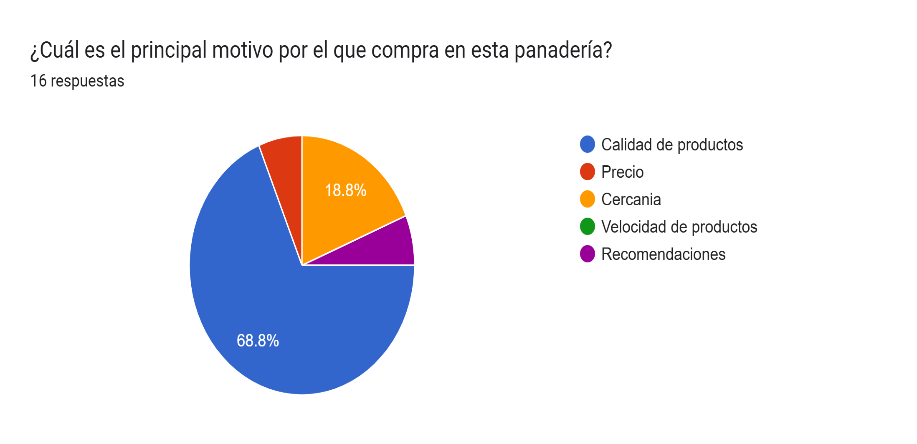 ¿Cuál es el principal motivo por el que compra en esta panadería?
16 respuestas
18.8%
68.8%
Calidad de productos
Precio
Cercania
Velocidad de productos
Recomendaciones